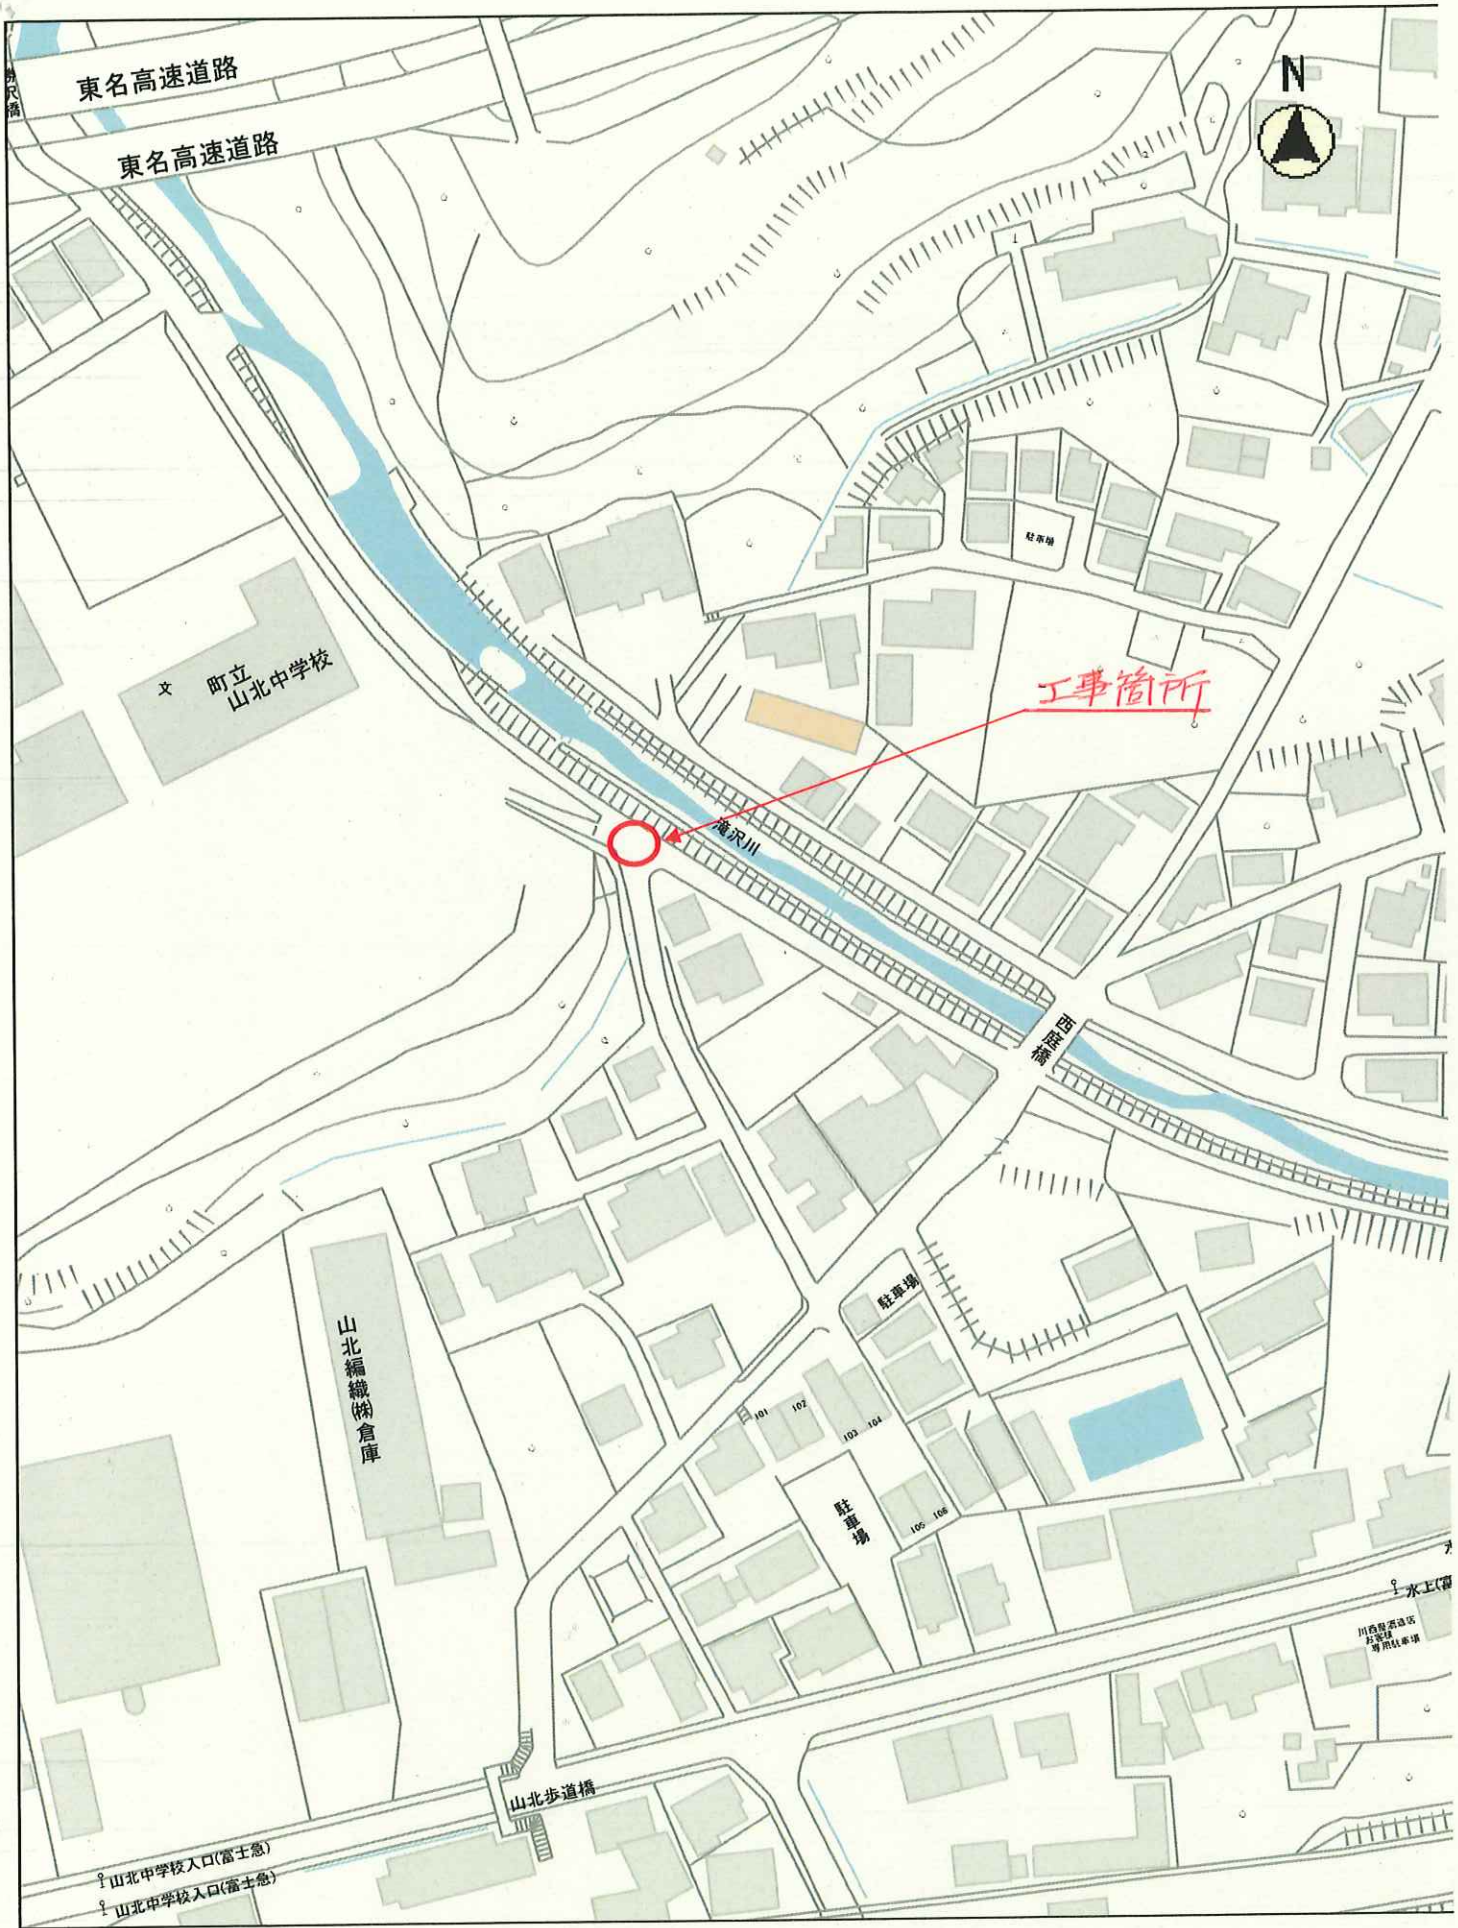 東名高速道路
東名高速道路
N
駐車場
文
町立
山北中学校
工事箇所
滝沢川
西庭橋
駐車場
山北編織㈱倉庫
101
102
103
104
駐車場
105
106
水上(富
川西屋酒造店
お客様
専用駐車場
山北歩道橋
山北中学校入口(富士急)
山北中学校入口(富士急)